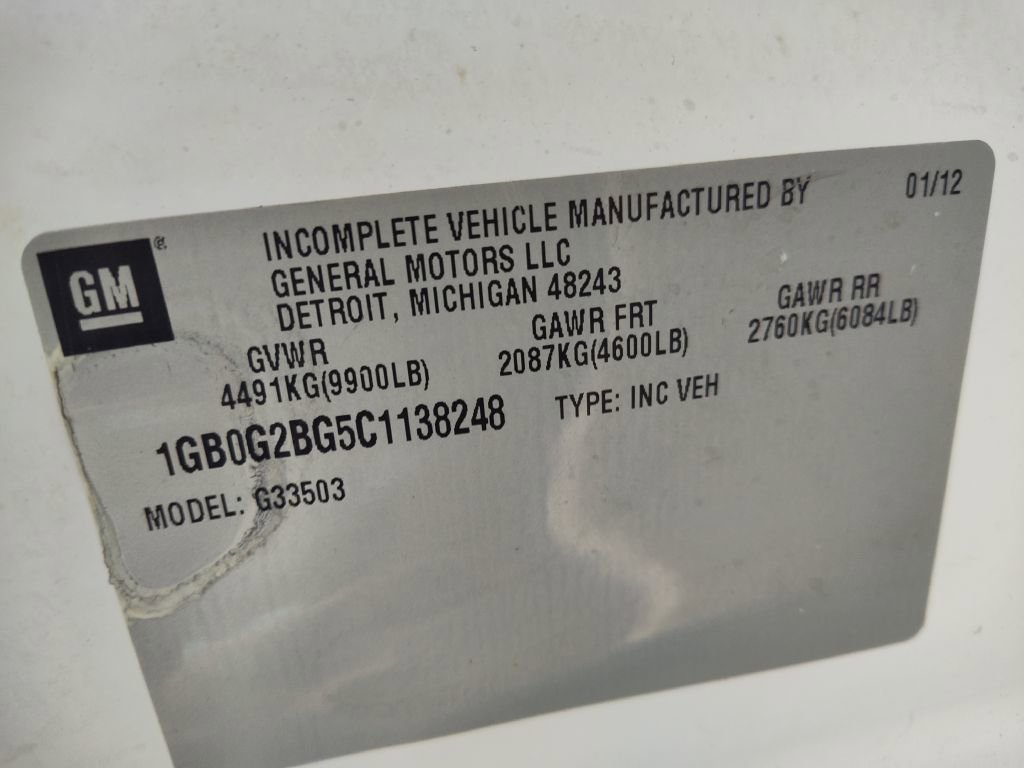 01/12
GM ®
INCOMPLETE VEHICLE MANUFACTURED BY
GENERAL MOTORS LLC
DETROIT, MICHIGAN 48243
GVWR GAWR FRT GAWR RR
4491KG(9900LB) 2087KG(4600LB) 2760KG(6084LB)
1GB0G2BG5C1138248 TYPE: INC VEH
MODEL: G33503